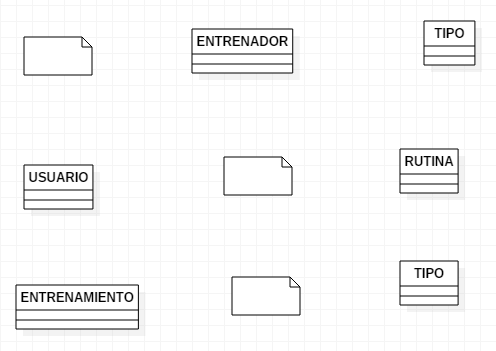 ENTRENADOR
TIPO
USUARIO
RUTINA
ENTRENAMIENTO
TIPO